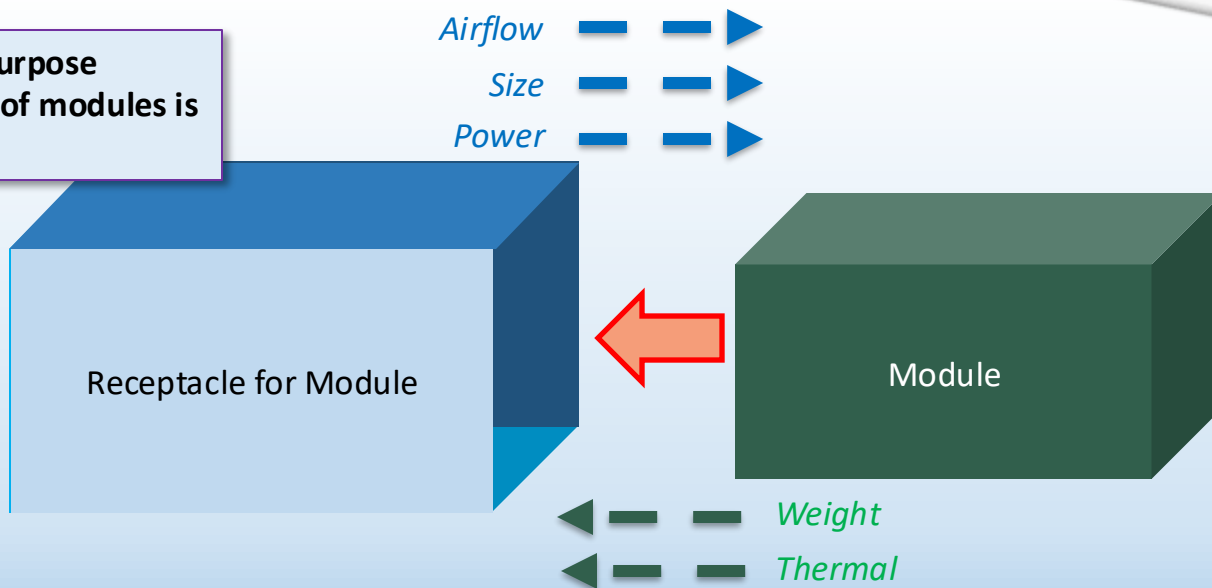 Airflow
urpose
of modules is
Size
Power
Receptacle for Module
Module
Weight
Thermal